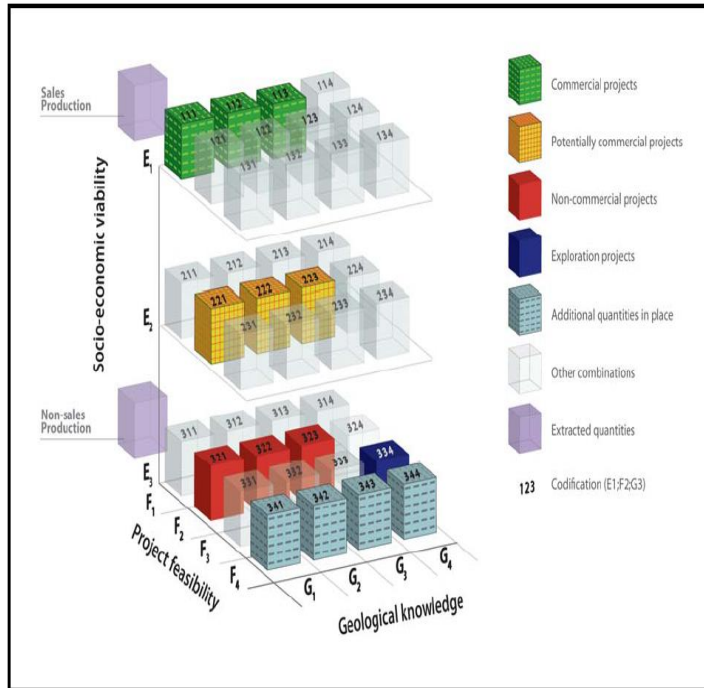 Sales
Production
Socio-economic viability
E1
111
112
113
114
121
122
123
124
131
132
133
134
E2
211
212
213
214
221
222
223
224
231
232
233
234
Non-sales
Production
E3
311
312
313
314
321
322
323
324
331
332
333
334
341
342
343
344
F1
F2
F3
F4
Project feasibility
G1
G2
G3
G4
Geological knowledge
Commercial projects
Potentially commercial projects
Non-commercial projects
Exploration projects
Additional quantities in place
Other combinations
Extracted quantities
123 Codification (E1;F2;G3)